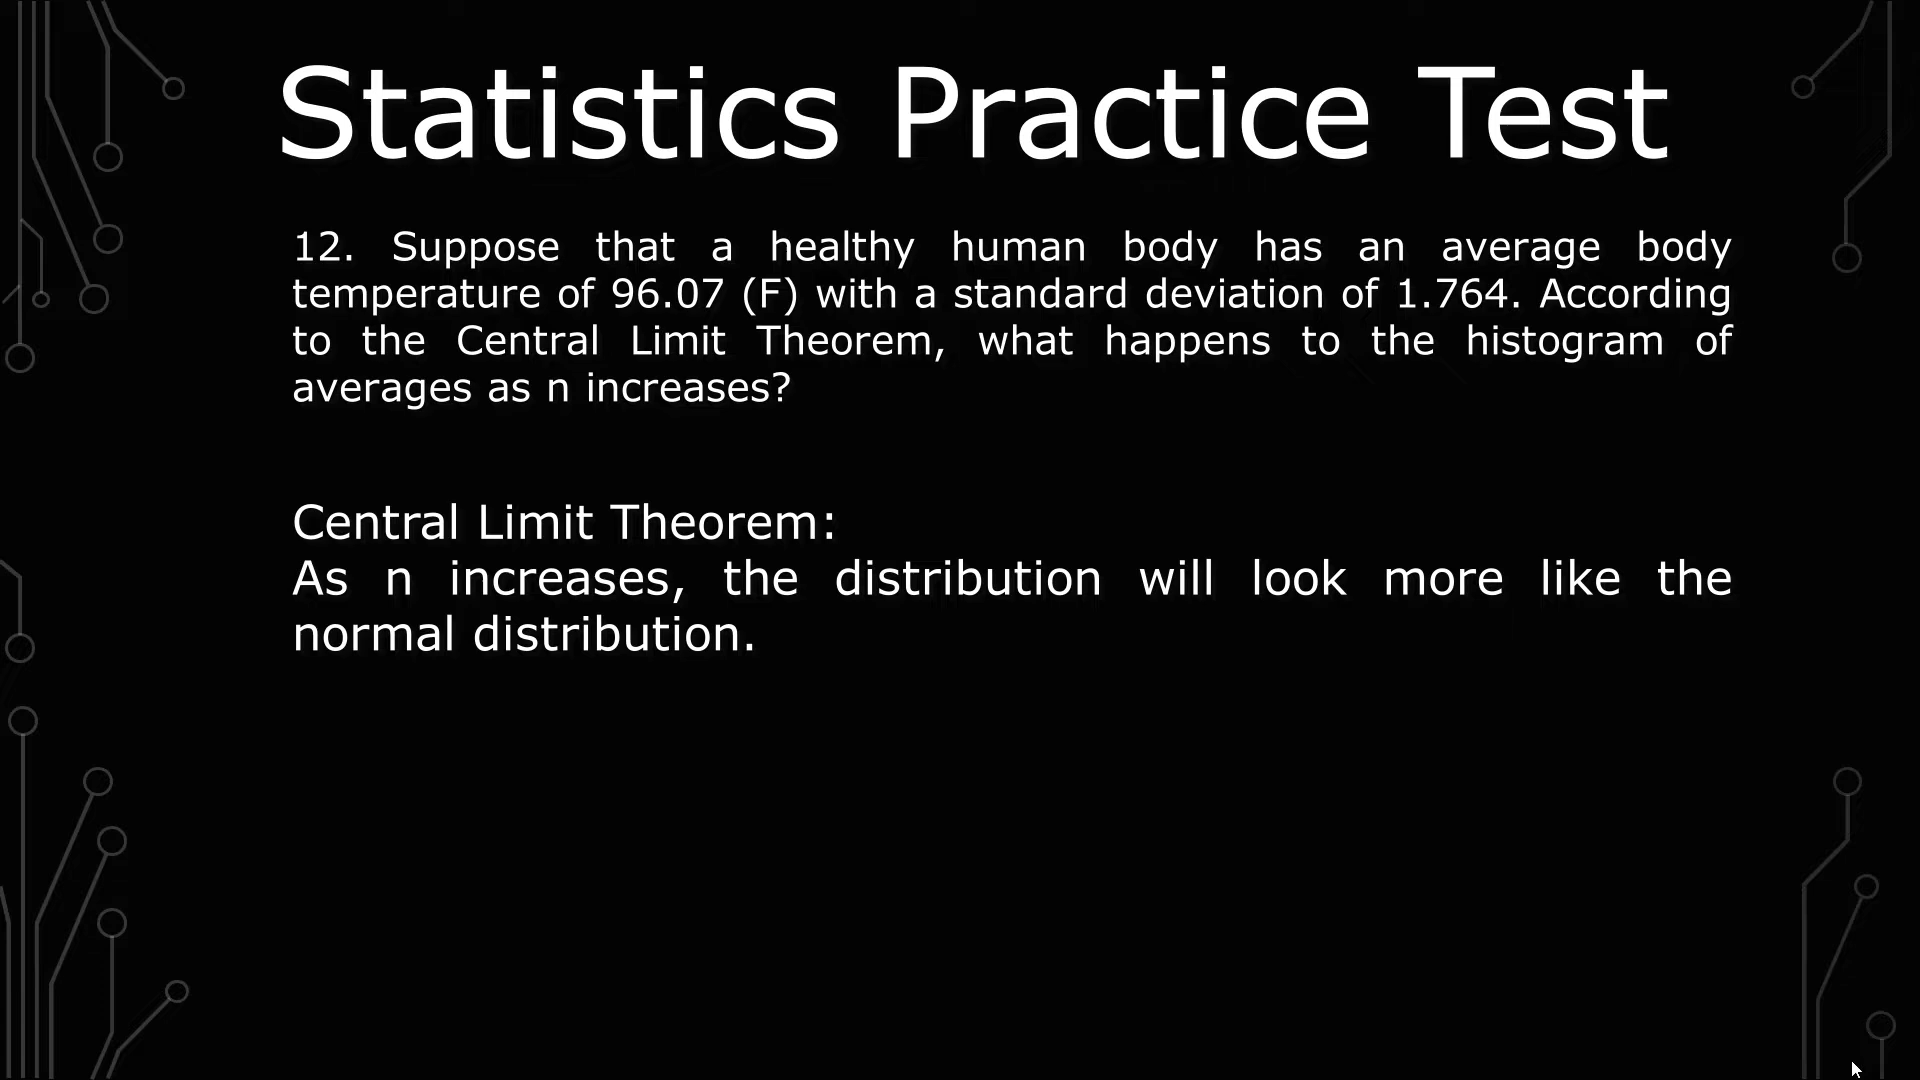 Statistics Practice Test
12. Suppose that a healthy human body has an average body
temperature of 96.07 (F) with a standard deviation of 1.764. According
to the Central Limit Theorem, what happens to the histogram of
averages as n increases?
Central Limit Theorem:
As n increases, the distribution will look more like the
normal distribution.